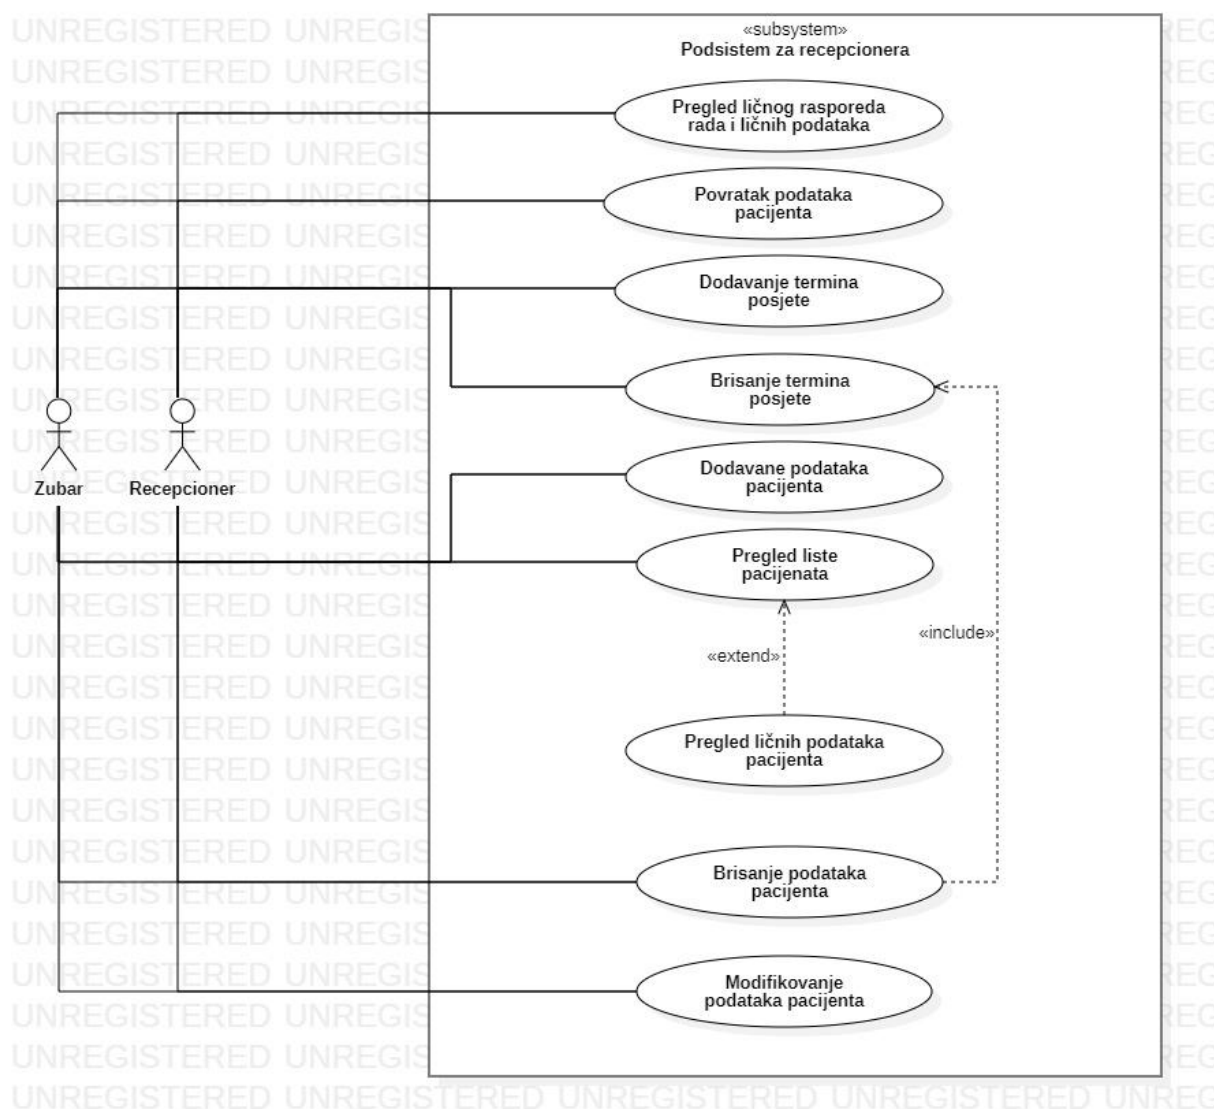 «subsystem»
Podsistem za recepcionera
Pregled ličnog rasporeda
rada i ličnih podataka
Povratak podataka
pacijenta
Dodavanje termina
posjete
Brisanje termina
posjete
Zubar
Recepcioner
Dodavane podataka
pacijenta
Pregled liste
pacijenata
«include»
«extend»
Pregled ličnih podataka
pacijenta
Brisanje podataka
pacijenta
Modifikovanje
podataka pacijenta
UNREGISTERED UNREGISTERED UNREGISTERED UNREGISTERED